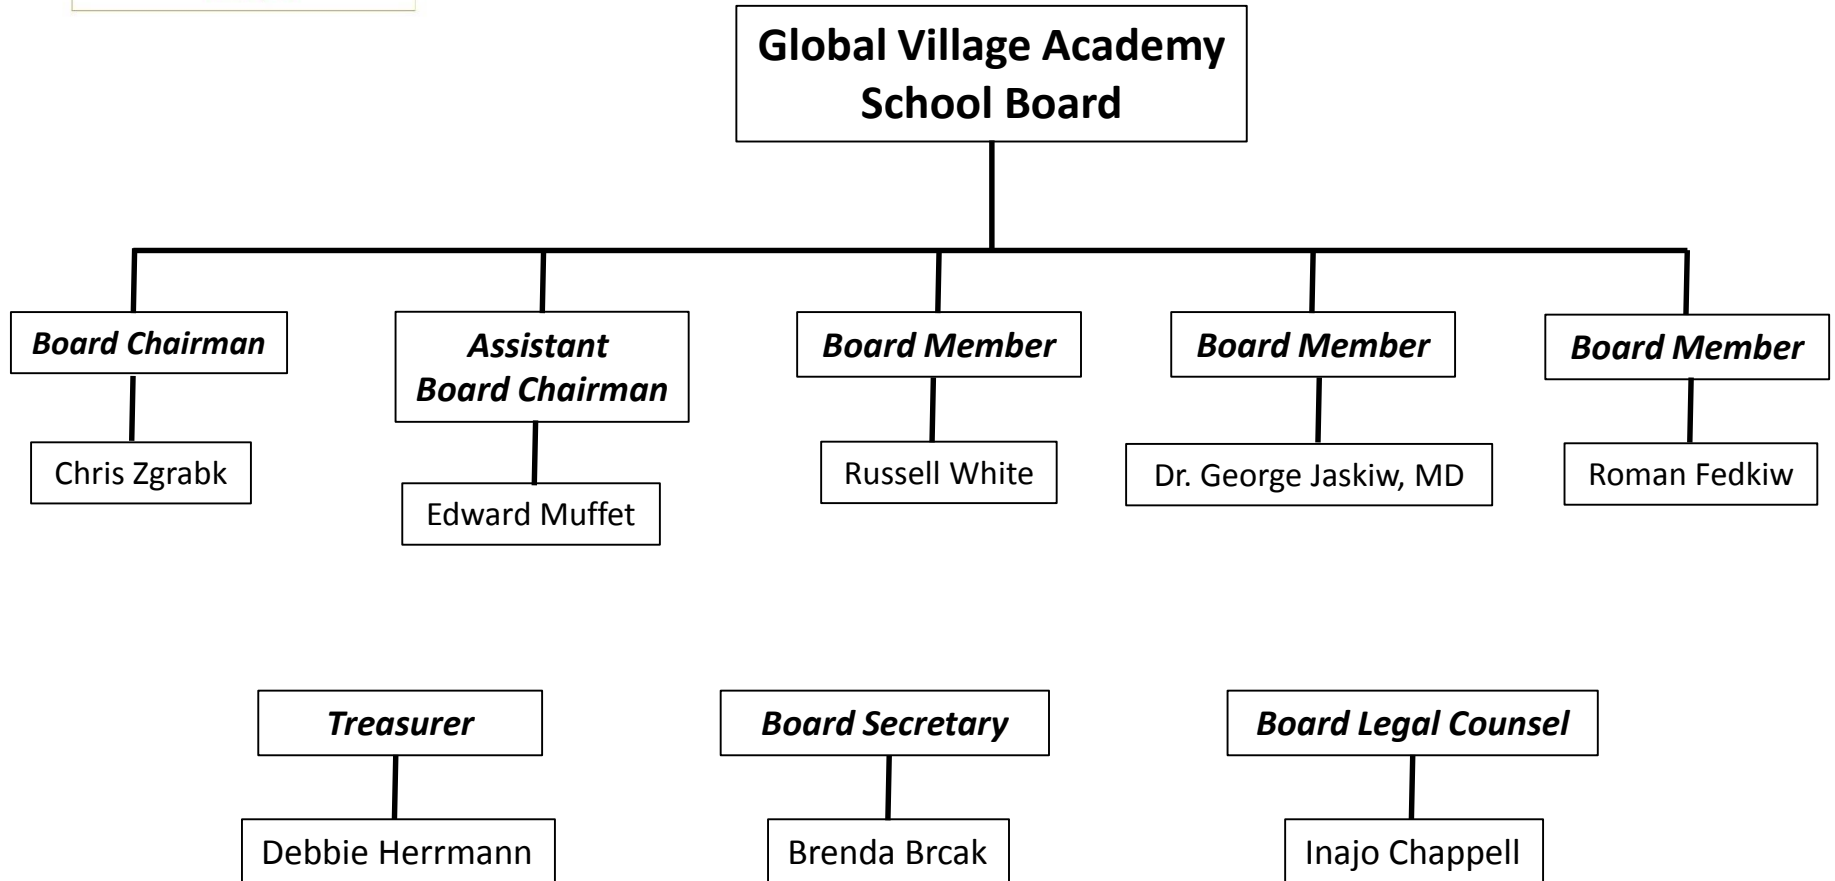 Global Village Academy
School Board
Board Chairman
Assistant
Board Chairman
Board Member
Board Member
Board Member
Chris Zgrabk
Edward Muffet
Russell White
Dr. George Jaskiw, MD
Roman Fedkiw
Treasurer
Board Secretary
Board Legal Counsel
Debbie Herrmann
Brenda Brcak
Inajo Chappell